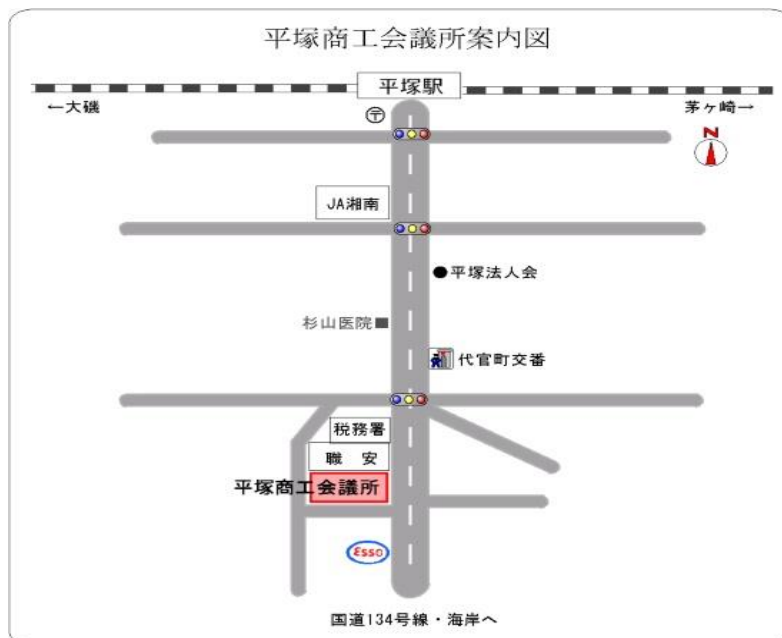 平塚商工会議所案内図
平塚駅
←大磯
茅ヶ崎→
〒
N
JA湘南
平塚法人会
杉山医院
代官町交番
税務署
職 安
平塚商工会議所
Esso
国道134号線・海岸へ